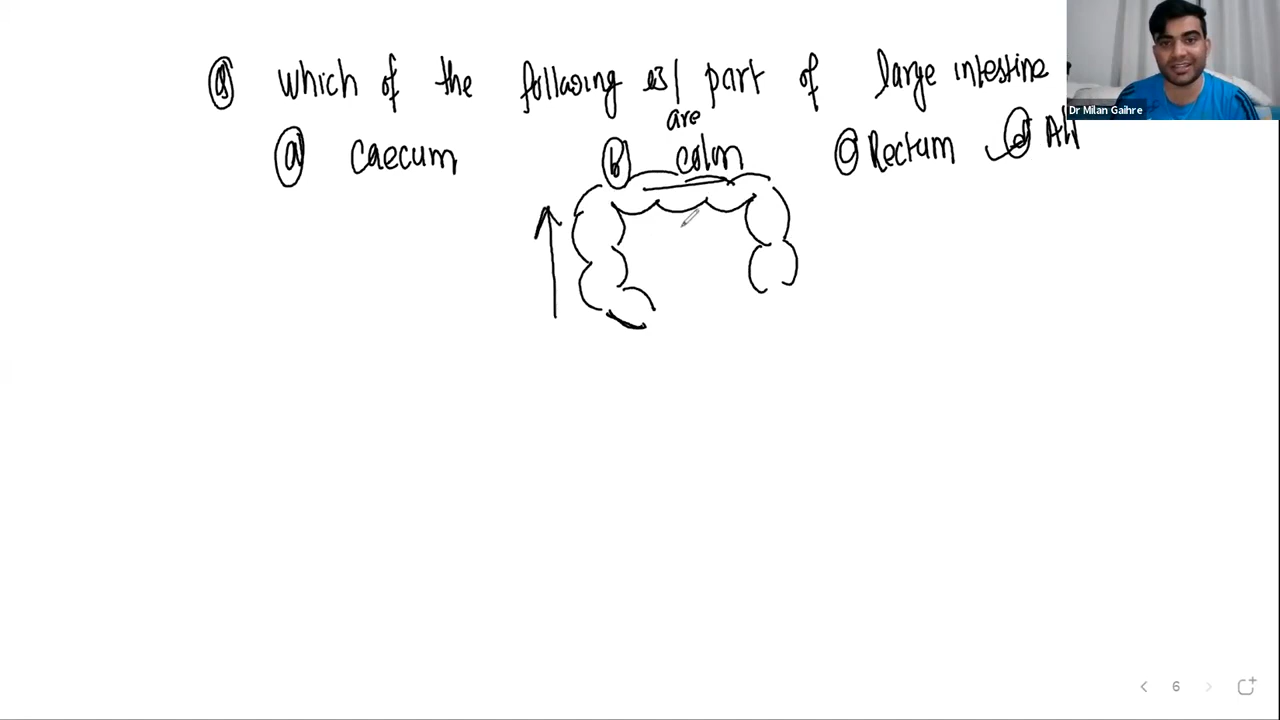 Q) which of the following is/ part of large intestine
are
a) caecum b) colon c) Rectum d) All
Dr Milan Gaihre
6